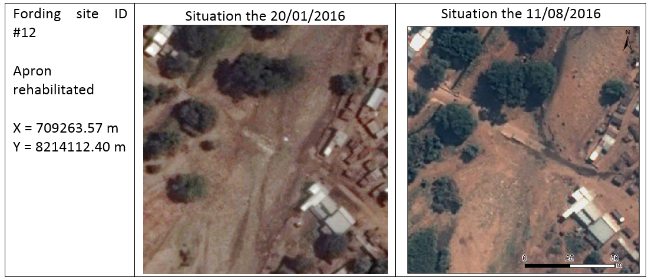 Fording site ID
#12
Apron
rehabilitated
X = 709263.57 m
Y = 8214112.40 m
Situation the 20/01/2016
Situation the 11/08/2016
N
0